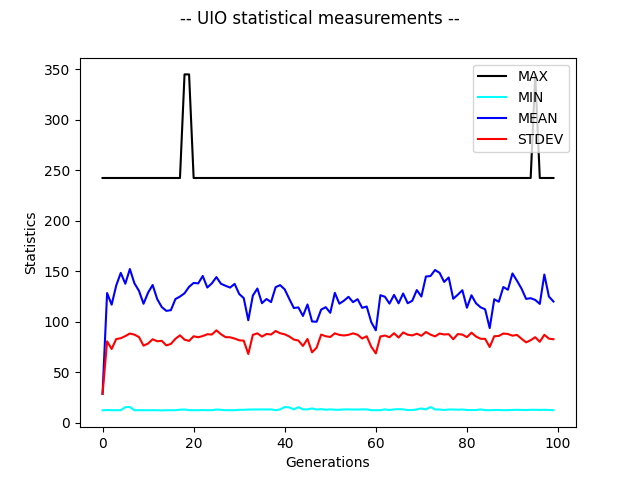 -- UIO statistical measurements --
MAX
MIN
MEAN
STDEV
350
300
250
200
150
100
50
0
Statistics
0 20 40 60 80 100
Generations